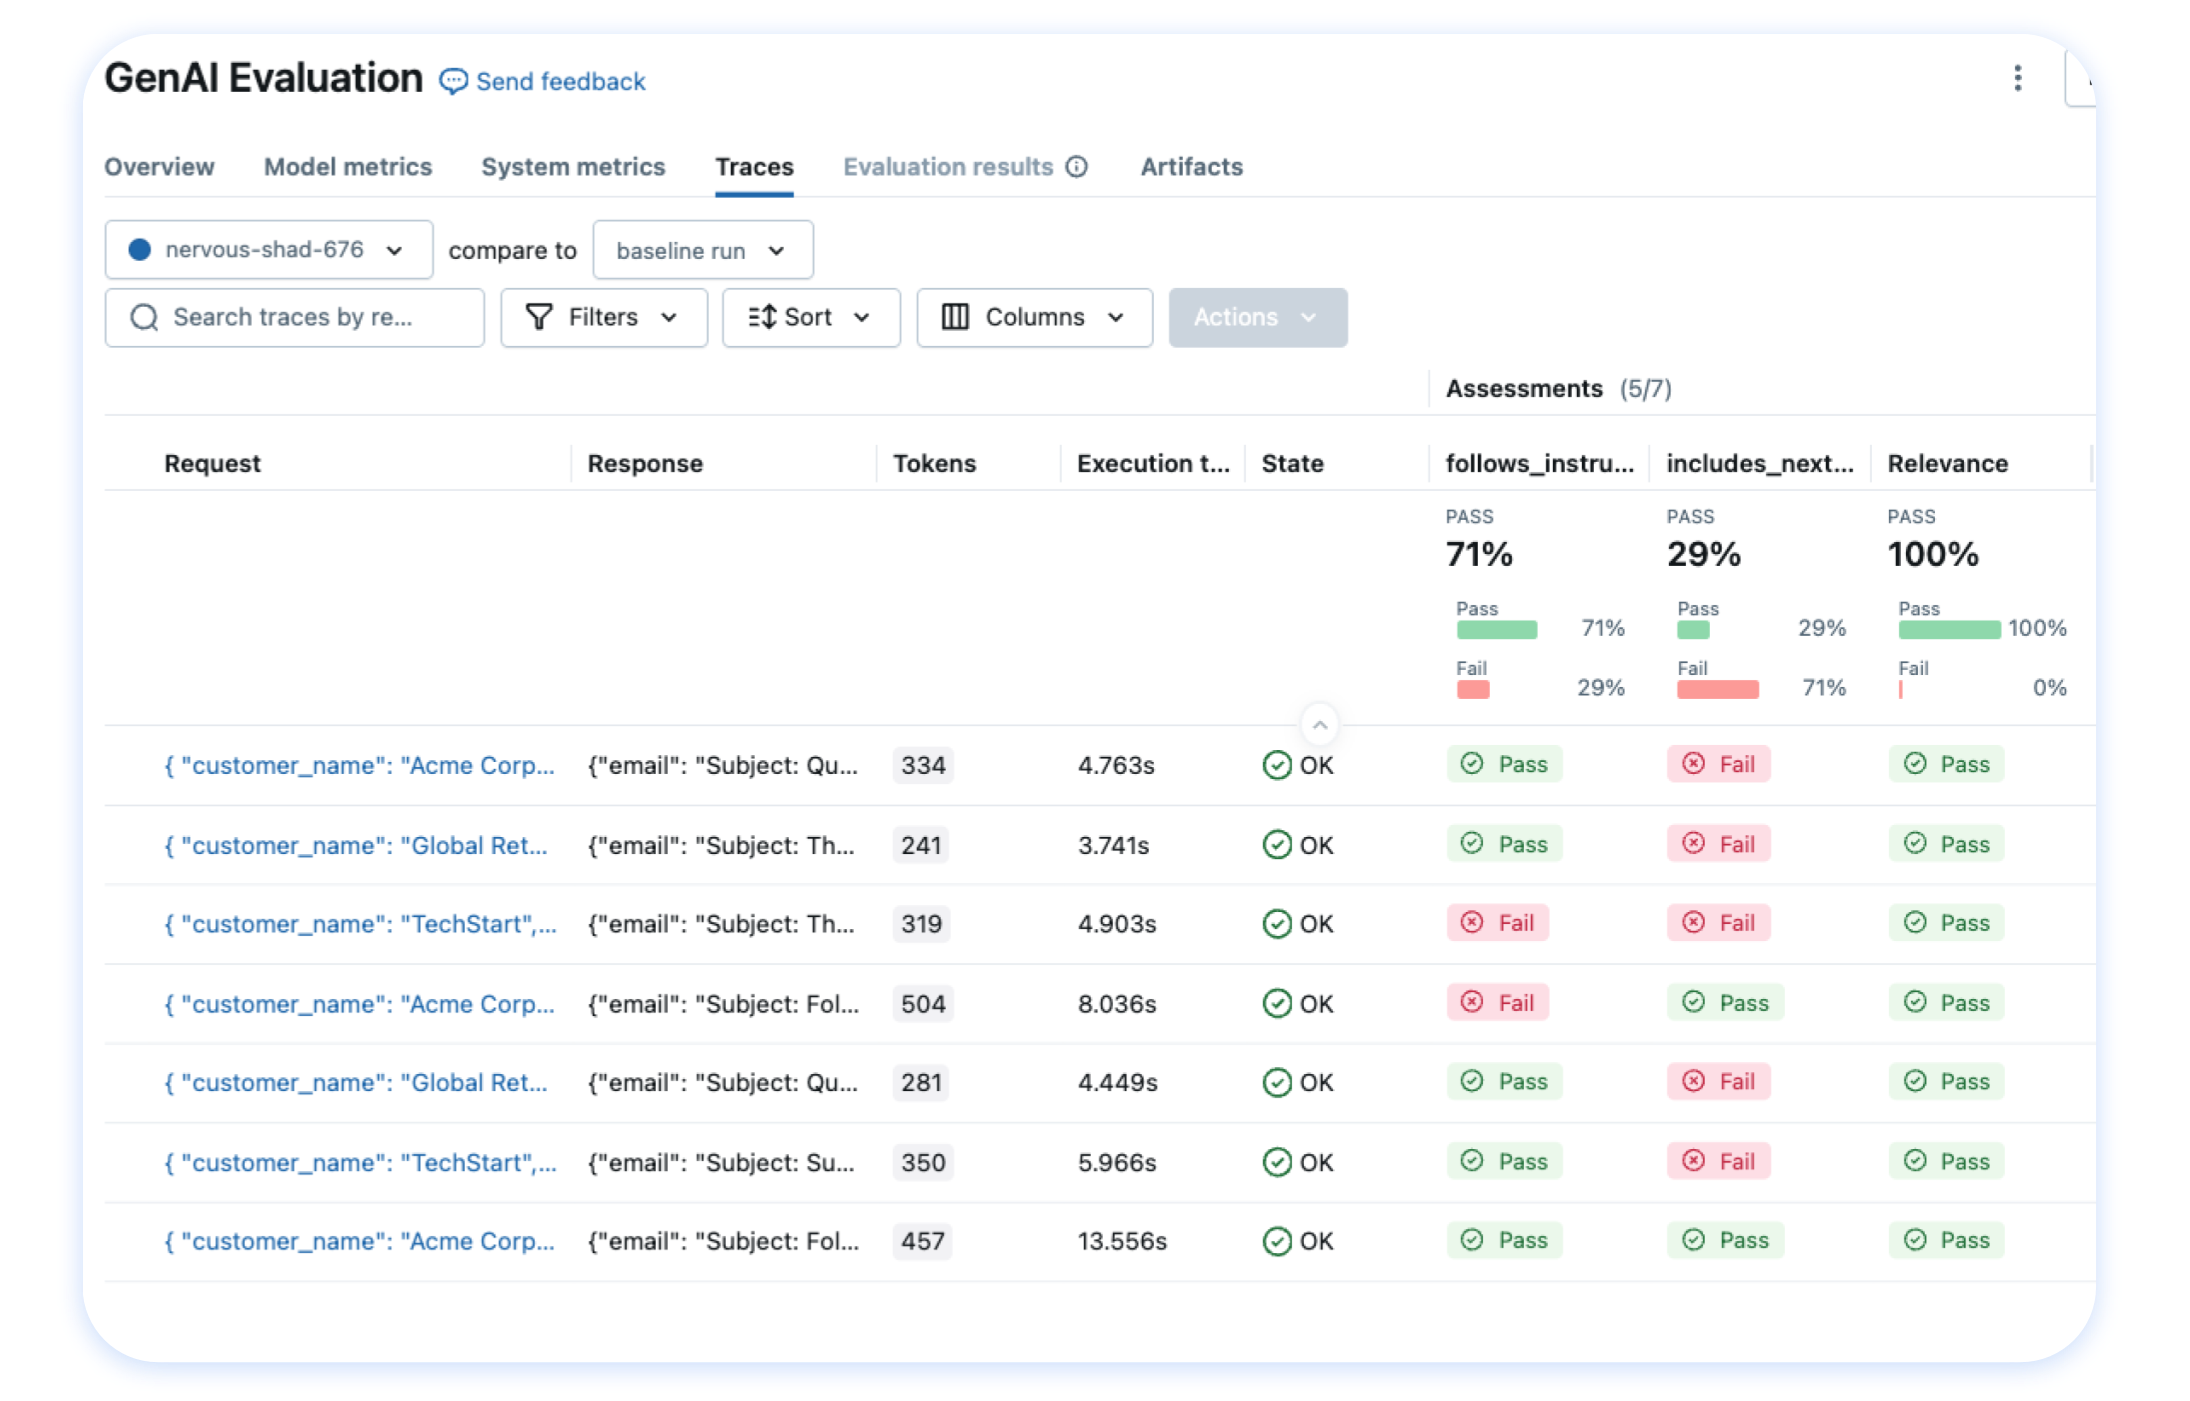 GenAI Evaluation Send feedback
Overview Model metrics System metrics Traces Evaluation results Artifacts
nervous-shad-676 compare to baseline run
Search traces by re... Filters Sort Columns Actions
Assessments (5/7)
Request Response Tokens Execution t... State follows_instru... includes_next... Relevance
PASS PASS PASS
71% 29% 100%
Pass Pass Pass
71% 29% 100%
Fail Fail Fail
29% 71% 0%
{ "customer_name": "Acme Corp... {"email": "Subject: Qu... 334 4.763s OK Pass Fail Pass
{ "customer_name": "Global Ret... {"email": "Subject: Th... 241 3.741s OK Pass Fail Pass
{ "customer_name": "TechStart",... {"email": "Subject: Th... 319 4.903s OK Fail Fail Pass
{ "customer_name": "Acme Corp... {"email": "Subject: Fol... 504 8.036s OK Fail Pass Pass
{ "customer_name": "Global Ret... {"email": "Subject: Qu... 281 4.449s OK Pass Fail Pass
{ "customer_name": "TechStart",... {"email": "Subject: Su... 350 5.966s OK Pass Fail Pass
{ "customer_name": "Acme Corp... {"email": "Subject: Fol... 457 13.556s OK Pass Pass Pass